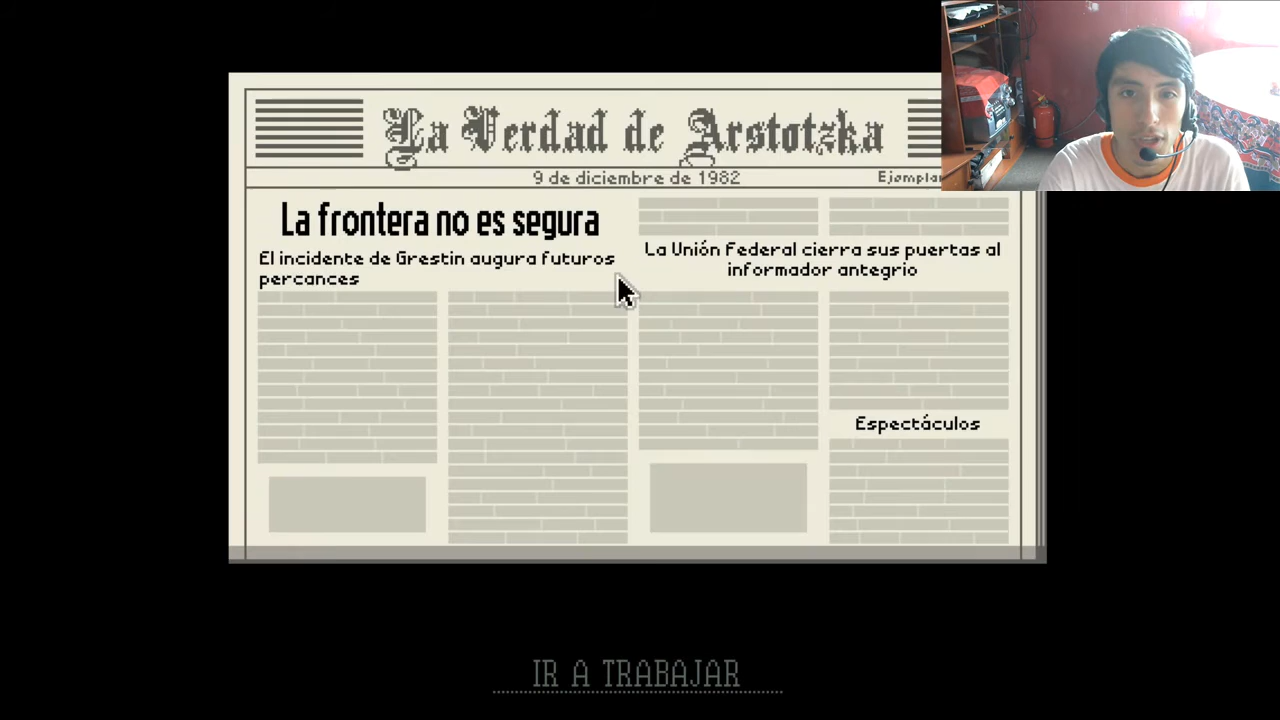 La Verdad de Arstotzka
9 de diciembre de 1982
La frontera no es segura
El incidente de Grestin augura futuros
percances
La Unión Federal cierra sus puertas al
informador antegrio
Espectáculos
IR A TRABAJAR